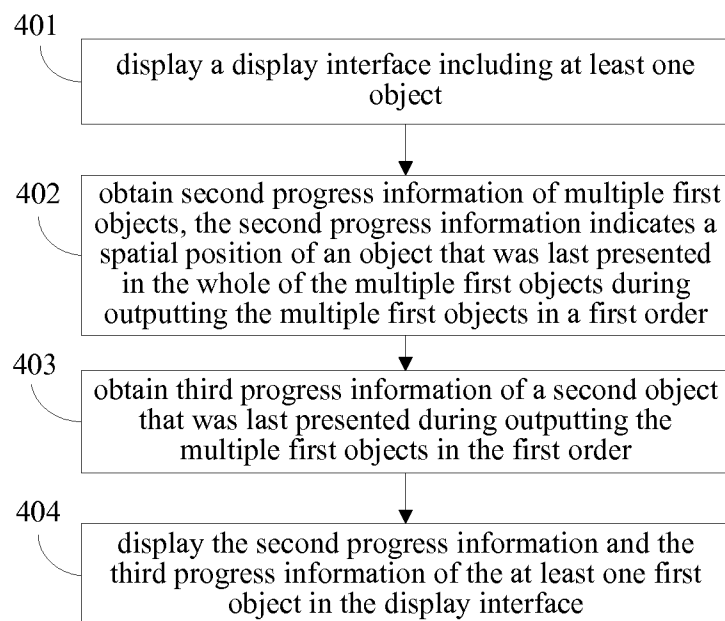 401
display a display interface including at least one
object
402
obtain second progress information of multiple first
objects, the second progress information indicates a
spatial position of an object that was last presented
in the whole of the multiple first objects during
outputting the multiple first objects in a first order
403
obtain third progress information of a second object
that was last presented during outputting the
multiple first objects in the first order
404
display the second progress information and the
third progress information of the at least one first
object in the display interface